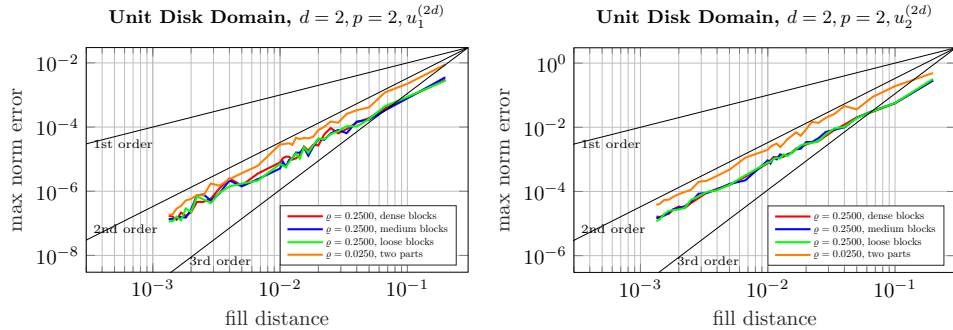 Unit Disk Domain, d = 2, p = 2, u₁⁽²ᵈ⁾
max norm error
10⁻²
10⁻⁴
10⁻⁶
10⁻⁸
1st order
2nd order
3rd order
ϱ = 0.2500, dense blocks
ϱ = 0.2500, medium blocks
ϱ = 0.2500, loose blocks
ϱ = 0.0250, two parts
10⁻³
10⁻²
10⁻¹
fill distance
Unit Disk Domain, d = 2, p = 2, u₂⁽²ᵈ⁾
max norm error
10⁰
10⁻²
10⁻⁴
10⁻⁶
1st order
2nd order
3rd order
ϱ = 0.2500, dense blocks
ϱ = 0.2500, medium blocks
ϱ = 0.2500, loose blocks
ϱ = 0.0250, two parts
10⁻³
10⁻²
10⁻¹
fill distance